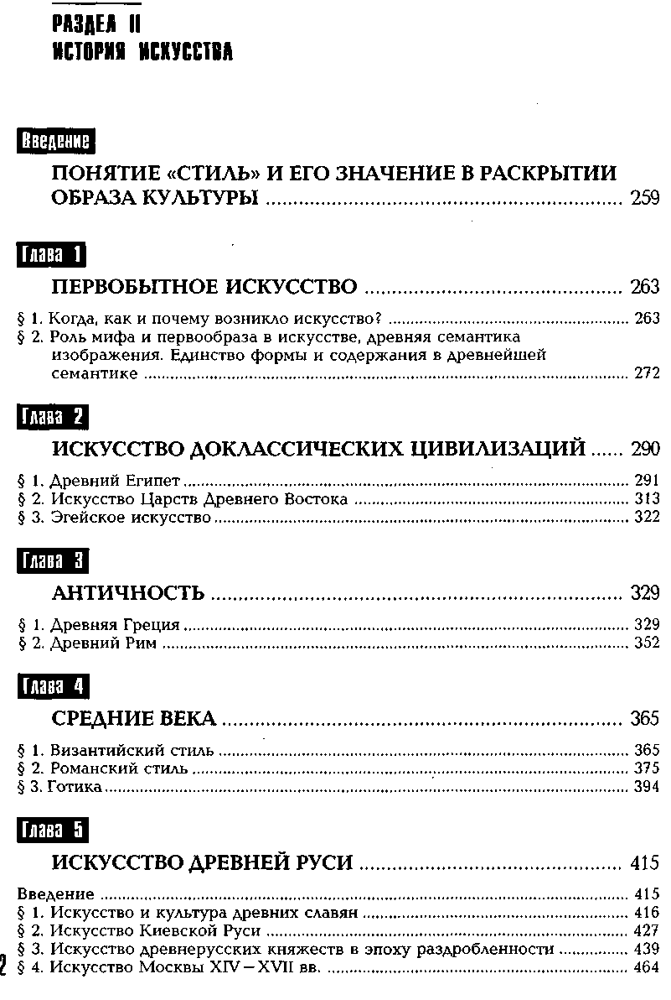 РАЗДЕЛ II
ИСТОРИЯ ИСКУССТВА
Введение
ПОНЯТИЕ «СТИЛЬ» И ЕГО ЗНАЧЕНИЕ В РАСКРЫТИИ
ОБРАЗА КУЛЬТУРЫ ........ 259
Глава 1
ПЕРВОБЫТНОЕ ИСКУССТВО ........ 263
§ 1. Когда, как и почему возникло искусство? ........ 263
§ 2. Роль мифа и первообраза в искусстве, древняя семантика
изображения. Единство формы и содержания в древнейшей
семантике ........ 272
Глава 2
ИСКУССТВО ДОКЛАССИЧЕСКИХ ЦИВИЛИЗАЦИЙ ...... 290
§ 1. Древний Египет ........ 291
§ 2. Искусство Царств Древнего Востока ........ 313
§ 3. Эгейское искусство ........ 322
Глава 3
АНТИЧНОСТЬ ........ 329
§ 1. Древняя Греция ........ 329
§ 2. Древний Рим ........ 352
Глава 4
СРЕДНИЕ ВЕКА ........ 365
§ 1. Византийский стиль ........ 365
§ 2. Романский стиль ........ 375
§ 3. Готика ........ 394
Глава 5
ИСКУССТВО ДРЕВНЕЙ РУСИ ........ 415
Введение ........ 415
§ 1. Искусство и культура древних славян ........ 416
§ 2. Искусство Киевской Руси ........ 427
§ 3. Искусство древнерусских княжеств в эпоху раздробленности ........ 439
2 § 4. Искусство Москвы XIV – XVII вв. ........ 464